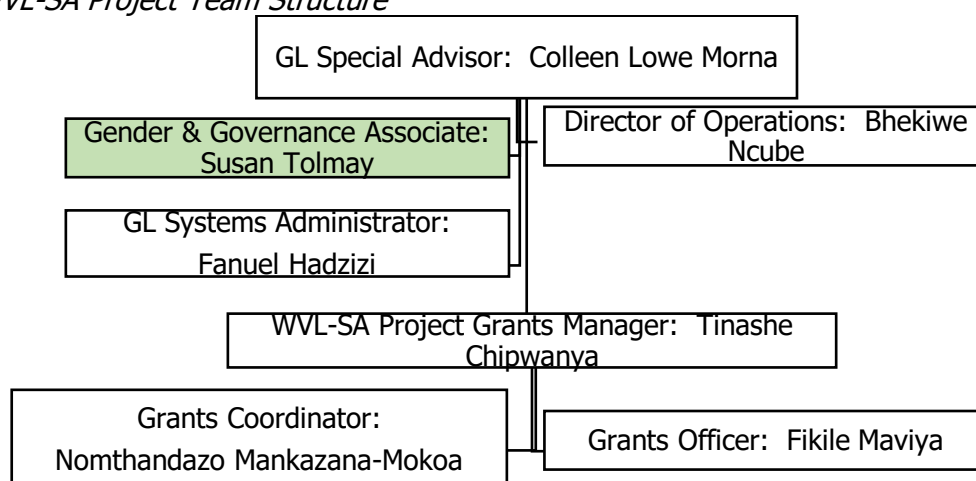 Project Team Structure
GL Special Advisor: Colleen Lowe Morna
Gender & Governance Associate:
Susan Tolmay
Director of Operations: Bhekiwe
Ncube
GL Systems Administrator:
Fanuel Hadzizi
WVL-SA Project Grants Manager: Tinashe
Chipwanya
Grants Coordinator:
Nomthandazo Mankazana-Mokoa
Grants Officer: Fikile Maviya